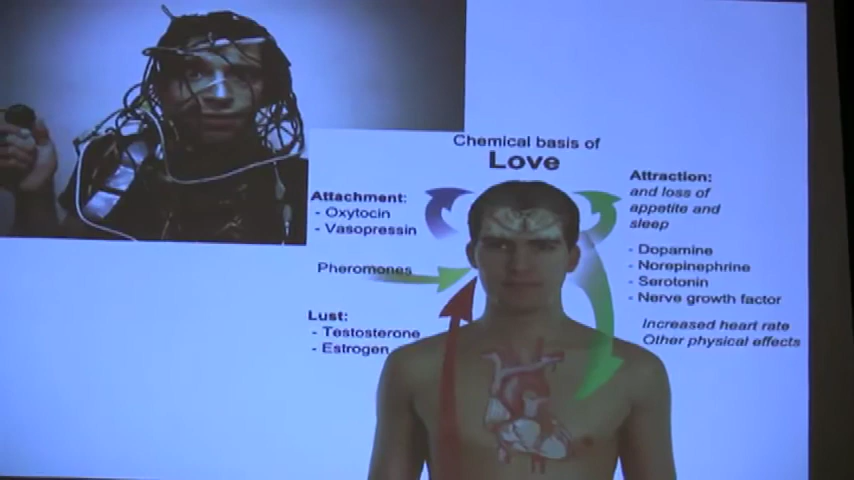 Chemical basis of
Love
Attachment:
- Oxytocin
- Vasopressin
Pheromones
Lust:
- Testosterone
- Estrogen
Attraction:
and loss of
appetite and
sleep
- Dopamine
- Norepinephrine
- Serotonin
- Nerve growth factor
Increased heart rate
Other physical effects